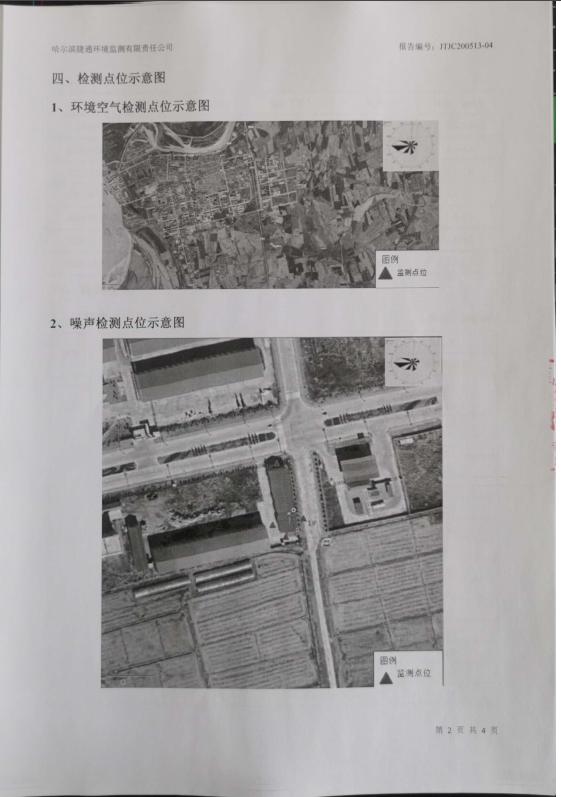 哈尔滨捷通环境监测有限责任公司 报告编号：JTJC200513-04
四、检测点位示意图
1、环境空气检测点位示意图
图例
监测点位
2、噪声检测点位示意图
图例
监测点位
第 2 页 共 4 页